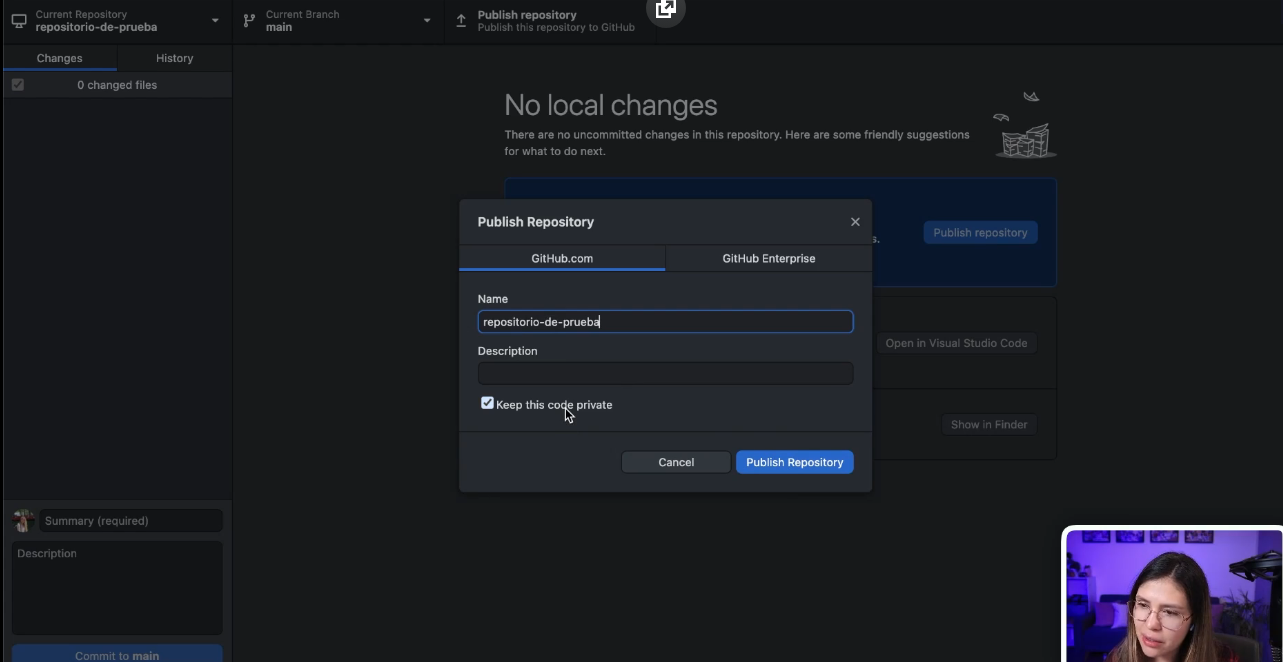 Current Repository
repositorio-de-prueba
Current Branch
main
Publish repository
Publish this repository to GitHub
Changes
History
0 changed files
No local changes
There are no uncommitted changes in this repository. Here are some friendly suggestions
for what to do next.
s.
Publish repository
Publish Repository
GitHub.com
GitHub Enterprise
Name
repositorio-de-prueba
Description
Keep this code private
Cancel
Publish Repository
Open in Visual Studio Code
Show in Finder
Summary (required)
Description
Commit to main